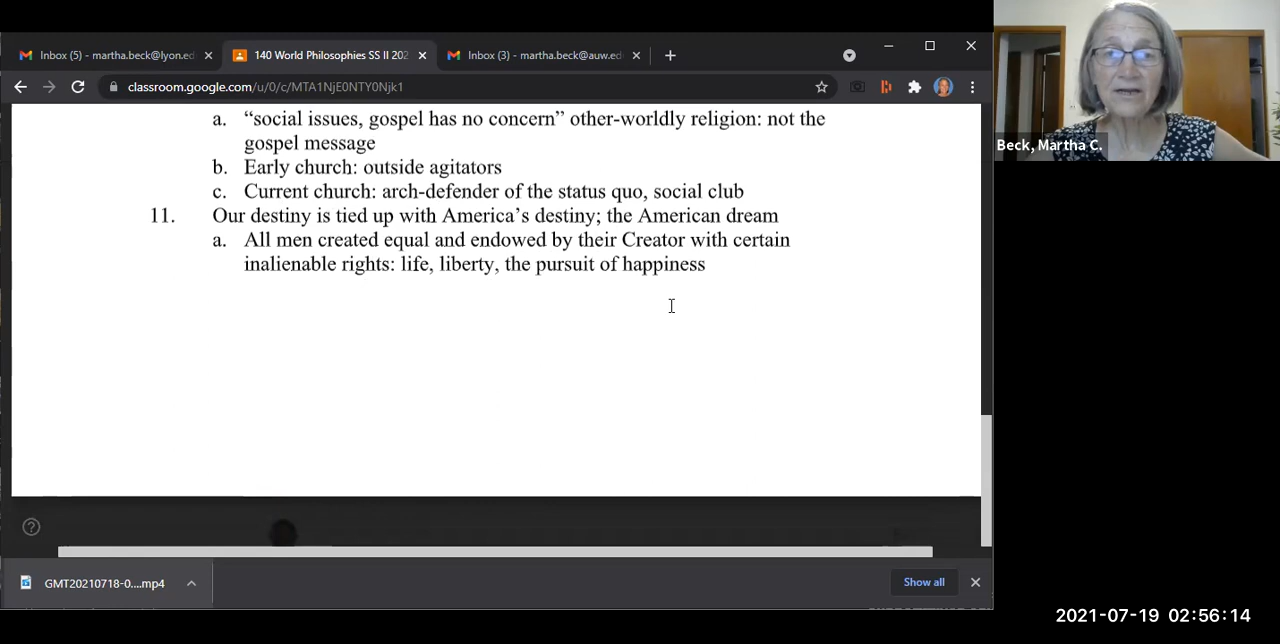 Inbox (5) - martha.beck@lyon.ed
140 World Philosophies SS II 202
Inbox (3) - martha.beck@auw.ed
classroom.google.com/u/0/c/MTA1NjE0NTY0Njk1
Beck, Martha C.
a. “social issues, gospel has no concern” other-worldly religion: not the
gospel message
b. Early church: outside agitators
c. Current church: arch-defender of the status quo, social club
11. Our destiny is tied up with America’s destiny; the American dream
a. All men created equal and endowed by their Creator with certain
inalienable rights: life, liberty, the pursuit of happiness
GMT20210718-0....mp4
Show all
2021-07-19 02:56:14